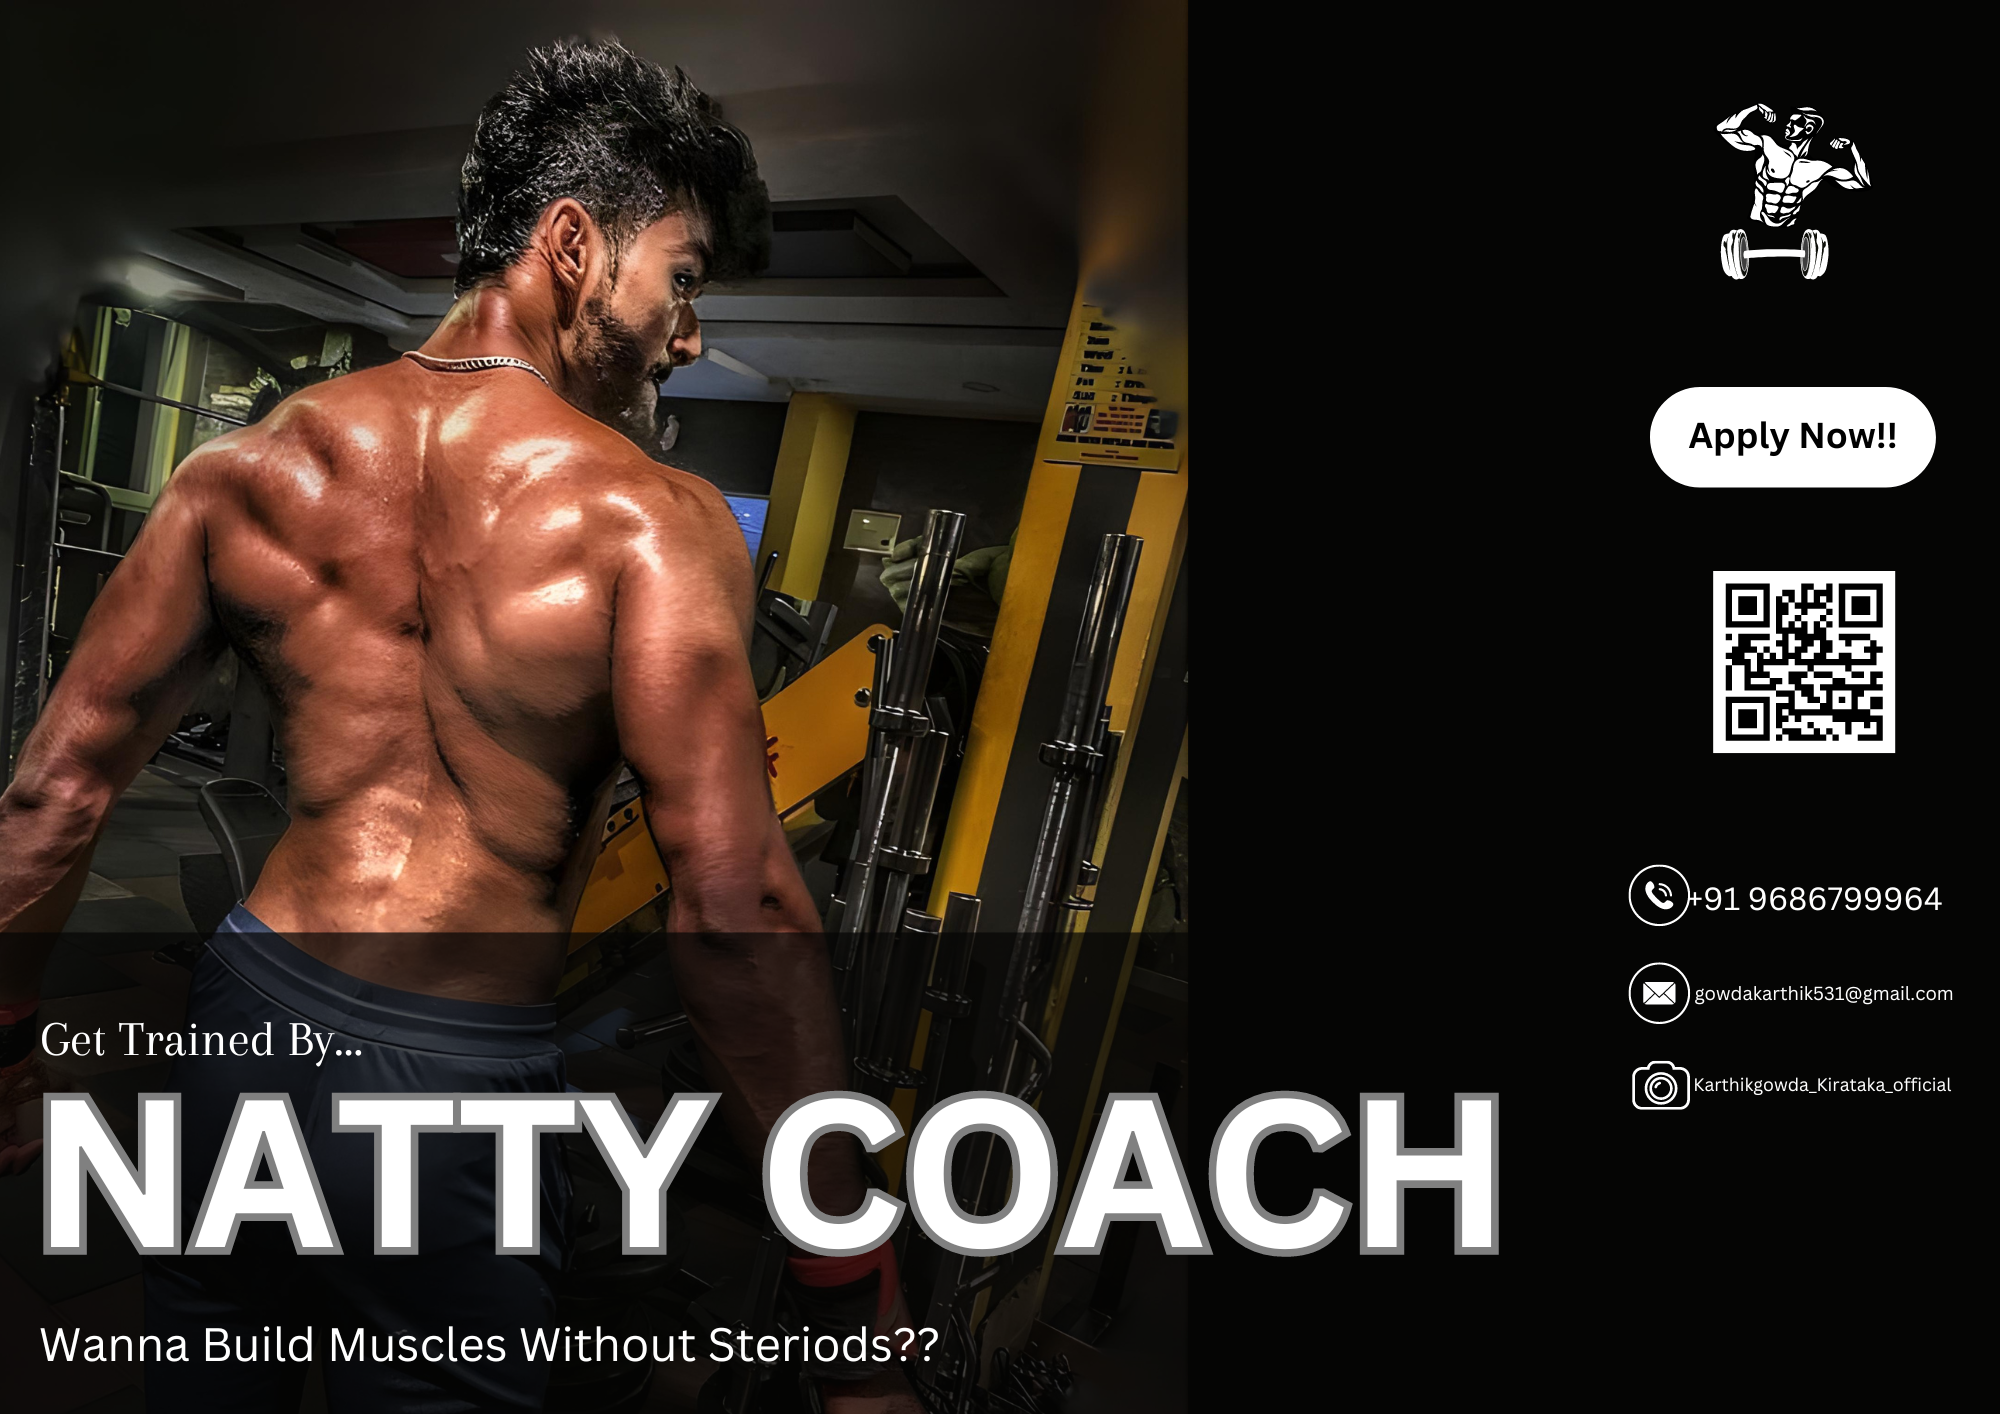 Apply Now!!
+91 9686799964
gowdakarthik531@gmail.com
Karthikgowda_Kirataka_official
Get Trained By...
NATTY COACH
Wanna Build Muscles Without Steriods??